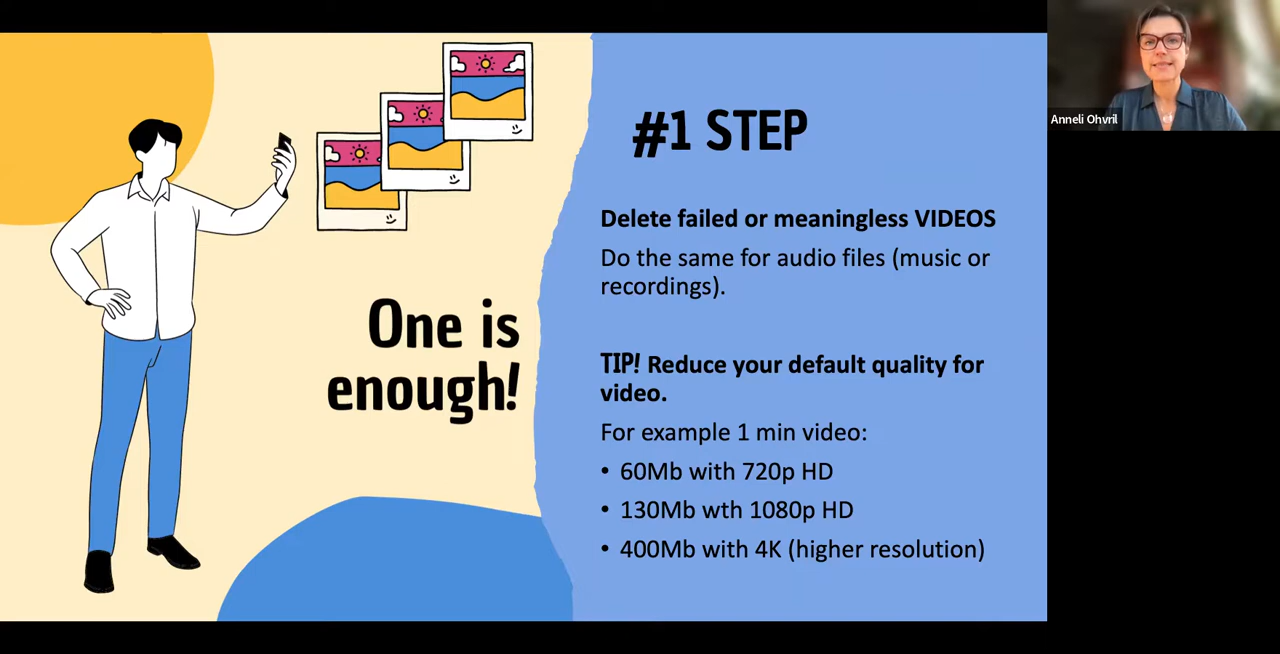 One is
enough!
#1 STEP
Delete failed or meaningless VIDEOS
Do the same for audio files (music or
recordings).
TIP! Reduce your default quality for
video.
For example 1 min video:
• 60Mb with 720p HD
• 130Mb wth 1080p HD
• 400Mb with 4K (higher resolution)
Anneli Ohvril